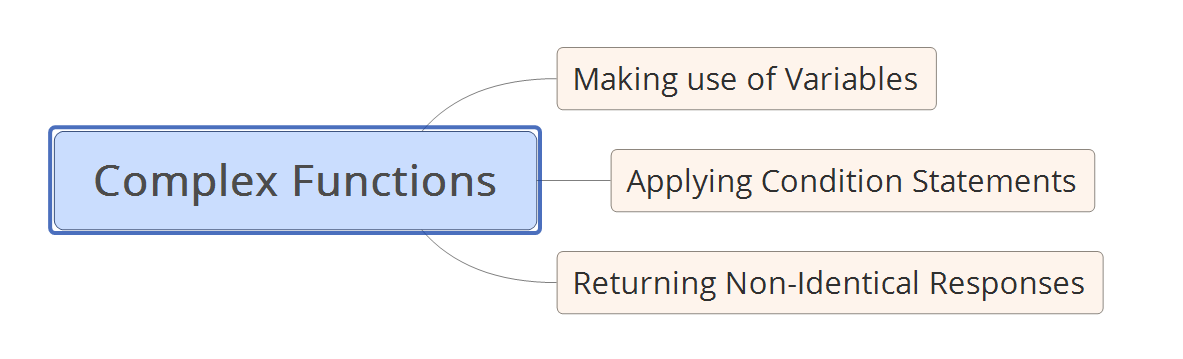 Making use of Variables
Complex Functions
Applying Condition Statements
Returning Non-Identical Responses